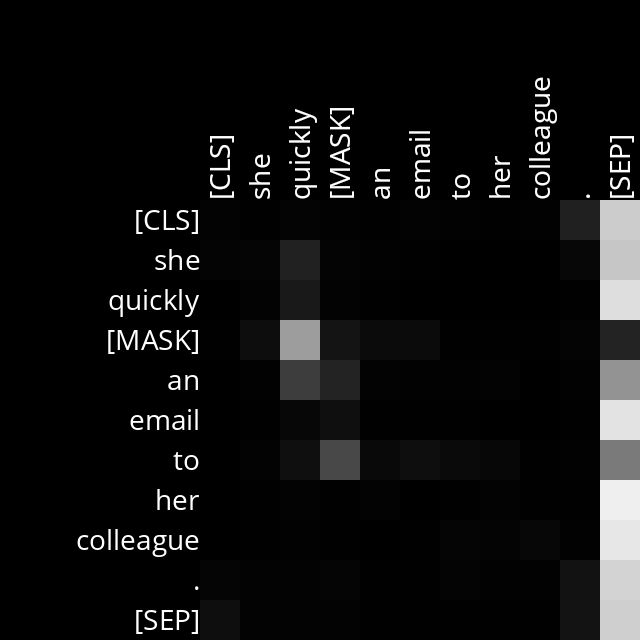 [CLS] she quickly [MASK] an email to her colleague . [SEP]
[CLS]
she
quickly
[MASK]
an
email
to
her
colleague
.
[SEP]